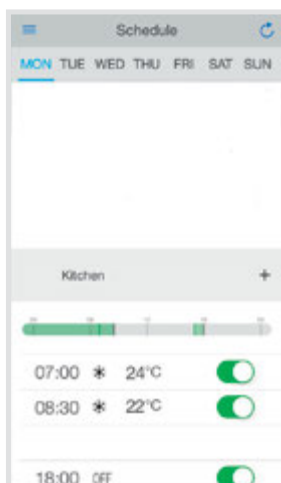 Schedule
MON TUE WED THU FRI SAT SUN
Kitchen +
07:00 24°C
08:30 22°C
18:00 OFF